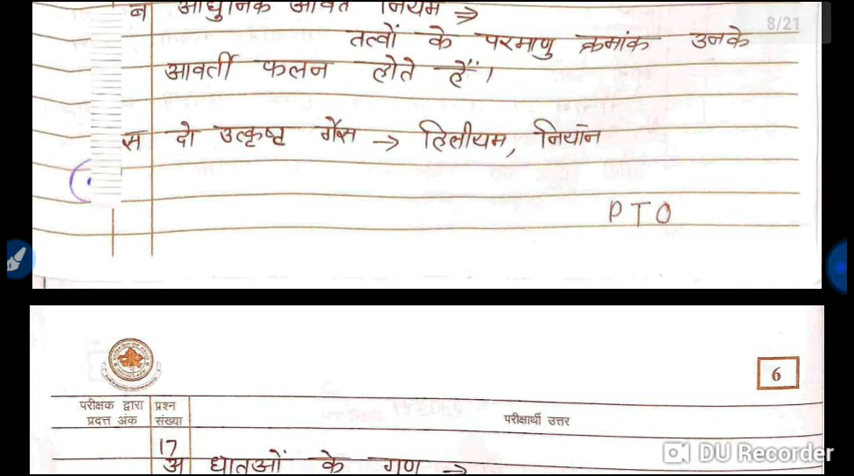 8/21
ब आधुनिक आवर्त नियम ⇒
तत्वों के परमाणु क्रमांक उनके
आवर्ती फलन होते हैं।
स दो उत्कृष्ट गैस → हिलीयम, नियॉन
PTO
6
परीक्षक द्वारा प्रदत्त अंक
प्रश्न संख्या
परीक्षार्थी उत्तर
17
अ धातओं के गुण →
DU Recorder